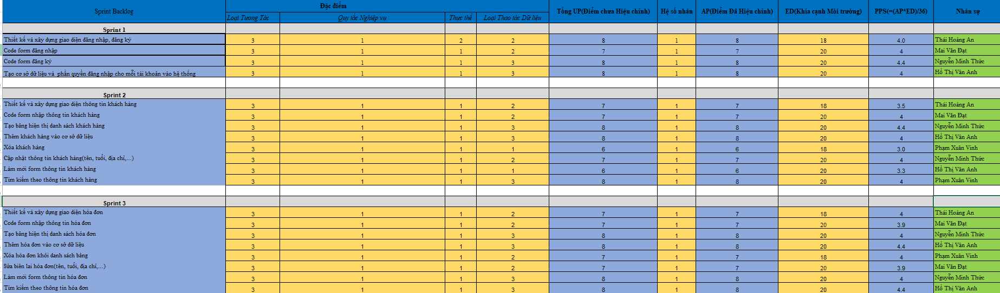 Sprint Backlog Đặc điểm Tổng UP(Điểm chưa Hiệu chỉnh) Hệ số nhân AP(Điểm Đã Hiệu chỉnh) ED(Khía cạnh Môi trường) PPS(=(AP*ED)/36) Nhân sự
Loại Tương Tác Quy tắc Nghiệp vụ Thực thể Loại Thao tác Dữ liệu
Sprint 1
Thiết kế và xây dựng giao diện đăng nhập, đăng ký 3 1 2 2 8 1 8 18 4.0 Thái Hoàng An
Code form đăng nhập 3 1 1 2 7 1 7 20 4 Mai Văn Đạt
Code form đăng ký 3 1 1 3 8 1 8 20 4.4 Nguyễn Minh Thức
Tạo cơ sở dữ liệu và phân quyền đăng nhập cho mỗi tài khoản vào hệ thống 3 1 1 3 8 1 8 20 4 Hồ Thị Vân Anh
Sprint 2
Thiết kế và xây dựng giao diện thông tin khách hàng 3 1 1 2 7 1 7 18 3.5 Thái Hoàng An
Code form nhập thông tin khách hàng 3 1 1 2 7 1 7 20 4 Mai Văn Đạt
Tạo bảng hiện thị danh sách khách hàng 3 1 1 3 8 1 8 20 4.4 Nguyễn Minh Thức
Thêm khách hàng vào cơ sở dữ liệu 3 1 1 3 8 1 8 20 4 Hồ Thị Vân Anh
Xóa khách hàng 3 1 1 1 6 1 6 18 3.0 Phạm Xuân Vinh
Cập nhật thông tin khách hàng(tên, tuổi, địa chỉ,...) 3 1 1 2 7 1 7 20 4 Nguyễn Minh Thức
Làm mới form thông tin khách hàng 3 1 1 1 6 1 6 20 3.3 Hồ Thị Vân Anh
Tìm kiếm theo thông tin khách hàng 3 1 1 3 8 1 8 20 4 Phạm Xuân Vinh
Sprint 3
Thiết kế và xây dựng giao diện hóa đơn 3 1 1 2 7 1 7 18 4 Thái Hoàng An
Code form nhập thông tin hóa đơn 3 1 1 2 7 1 7 20 3.9 Mai Văn Đạt
Tạo bảng hiện thị danh sách hóa đơn 3 1 1 3 8 1 8 20 4 Nguyễn Minh Thức
Thêm hóa đơn vào cơ sở dữ liệu 3 1 1 3 8 1 8 20 4.4 Hồ Thị Vân Anh
Xóa hóa đơn khỏi danh sách bảng 3 1 1 2 7 1 7 18 4 Phạm Xuân Vinh
Sửa biên lai hóa đơn(tên, tuổi, địa chỉ,...) 3 1 1 2 7 1 7 20 3.9 Mai Văn Đạt
Làm mới form thông tin hóa đơn 3 1 1 3 8 1 8 20 4 Nguyễn Minh Thức
Tìm kiếm theo thông tin hóa đơn 3 1 1 3 8 1 8 20 4.4 Hồ Thị Vân Anh